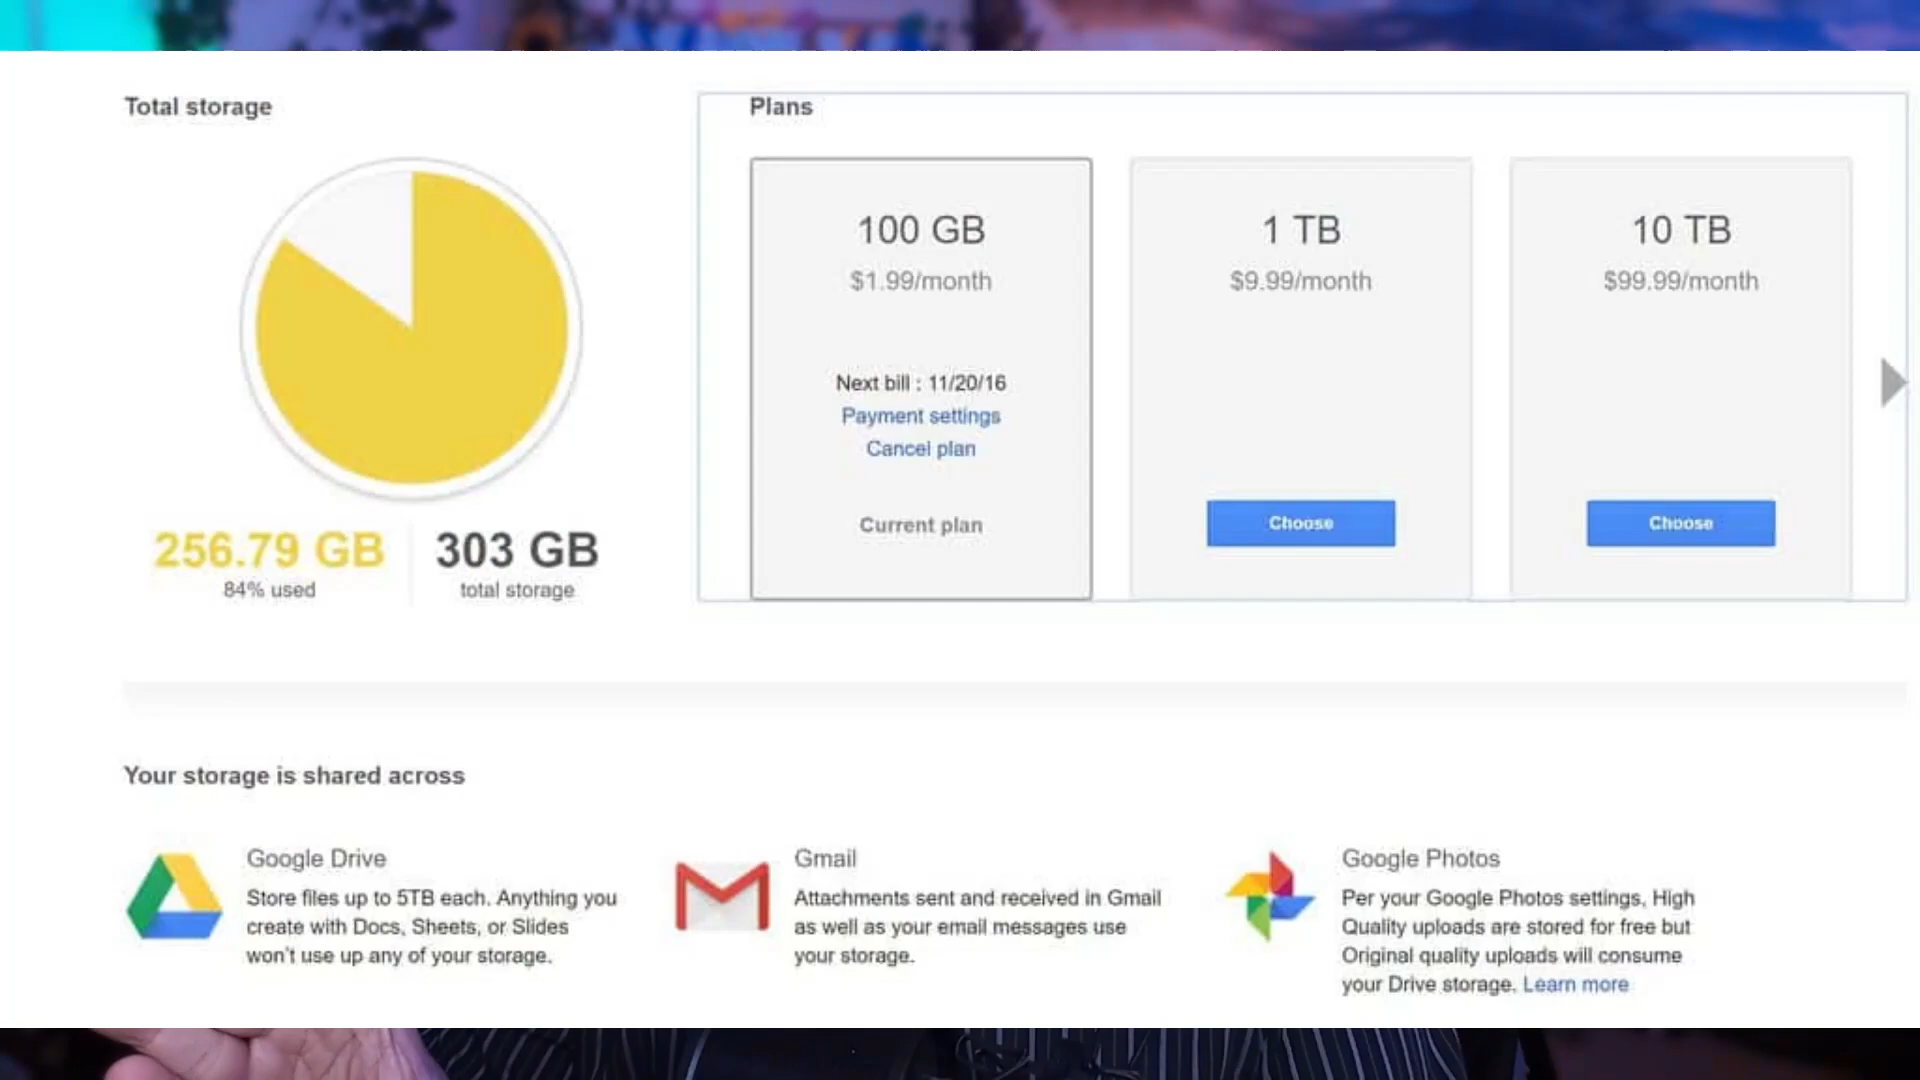 Total storage
256.79 GB
84% used
303 GB
total storage
Plans
100 GB
$1.99/month
Next bill : 11/20/16
Payment settings
Cancel plan
Current plan
1 TB
$9.99/month
Choose
10 TB
$99.99/month
Choose
Your storage is shared across
Google Drive
Store files up to 5TB each. Anything you
create with Docs, Sheets, or Slides
won't use up any of your storage.
Gmail
Attachments sent and received in Gmail
as well as your email messages use
your storage.
Google Photos
Per your Google Photos settings, High
Quality uploads are stored for free but
Original quality uploads will consume
your Drive storage. Learn more